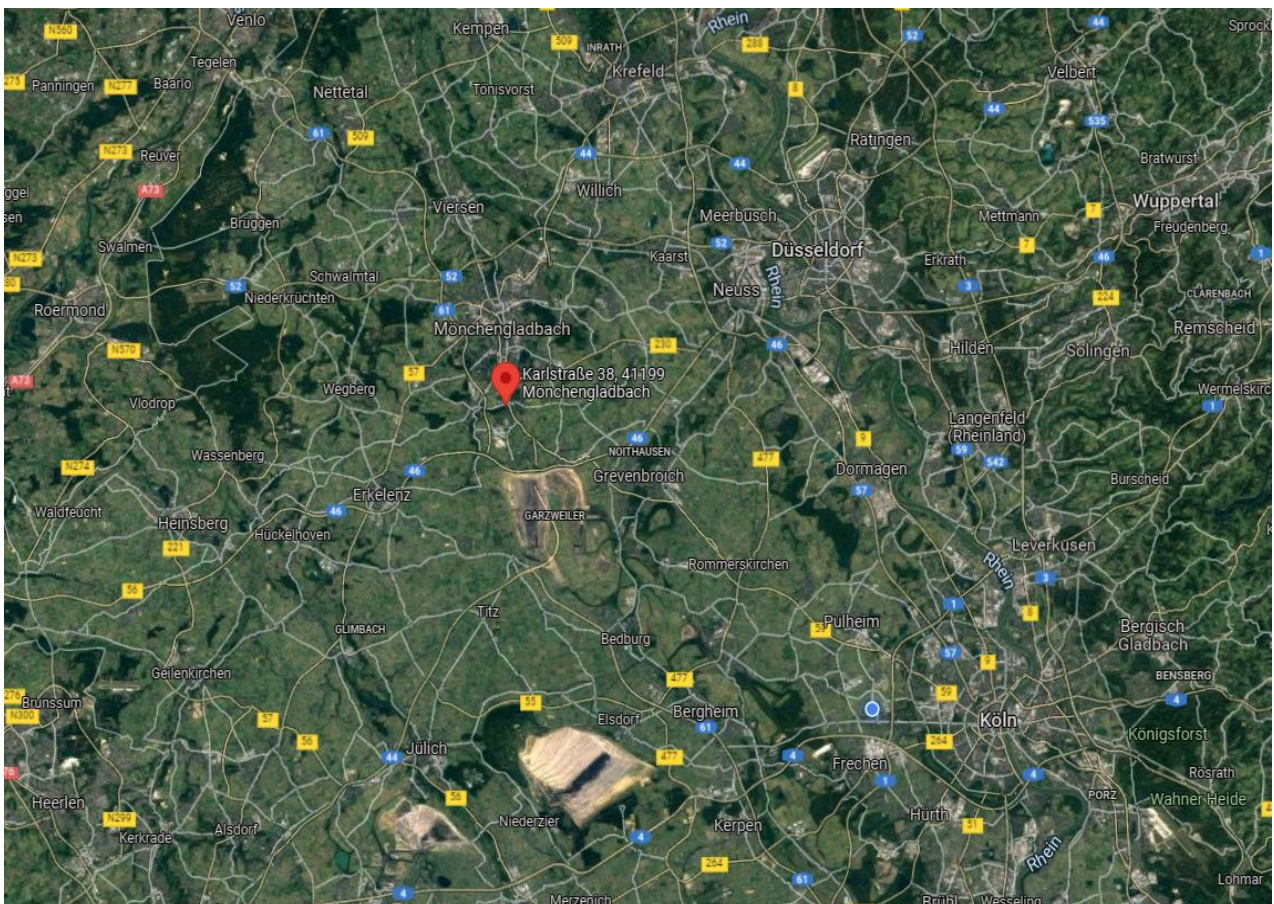 Venlo
Kempen
Rhein
44
Sprockh
N560
509
INRATH
288
52
Tegelen
Krefeld
Velbert
275
Panningen
N277
Baarlo
Nettetal
Tönisvorst
8
44
61
509
S35
N273
Reuver
44
44
Ratingen
Bratwurst
A73
Willich
Brüggen
Viersen
Meerbusch
Mettmann
7
Wuppertal
Freudenberg
Swalmen
52
Düsseldorf
7
N273
Kaarst
Erkrath
46
1
Schwalmtal
52
Rhein
52
Niederkrüchten
Neuss
3
224
CLARENBACH
Roermond
61
Mönchengladbach
Remscheid
N570
230
46
Hilden
Solingen
A73
57
Karlstraße 38, 41199
Mönchengladbach
Wegberg
Wermelskirc
Vlodrop
1
Langenfeld
(Rheinland)
46
9
59
542
Wassenberg
NOITHAUSEN
477
N274
46
Grevenbroich
Dormagen
Burscheid
Erkelenz
57
Waldfeucht
46
Heinsberg
GARZWEILER
Hückelhoven
221
Leverkusen
Rommerskirchen
Rhein
56
3
1
8
Titz
Pulheim
GLIMBACH
59
Bedburg
Bergisch
Gladbach
57
9
Geilenkirchen
477
BENSBERG
276
Brunssum
59
4
N300
55
57
Elsdorf
Bergheim
61
Köln
56
264
Königsforst
Jülich
44
477
4
Frechen
76
1
4
Rösrath
Heerlen
56
PORZ
Wahner Heide
N299
Alsdorf
Niederzier
Hürth
Kerkrade
4
Kerpen
51
264
Rhein
4
61
Lohmar
Merzenich
Brühl
Wesseling